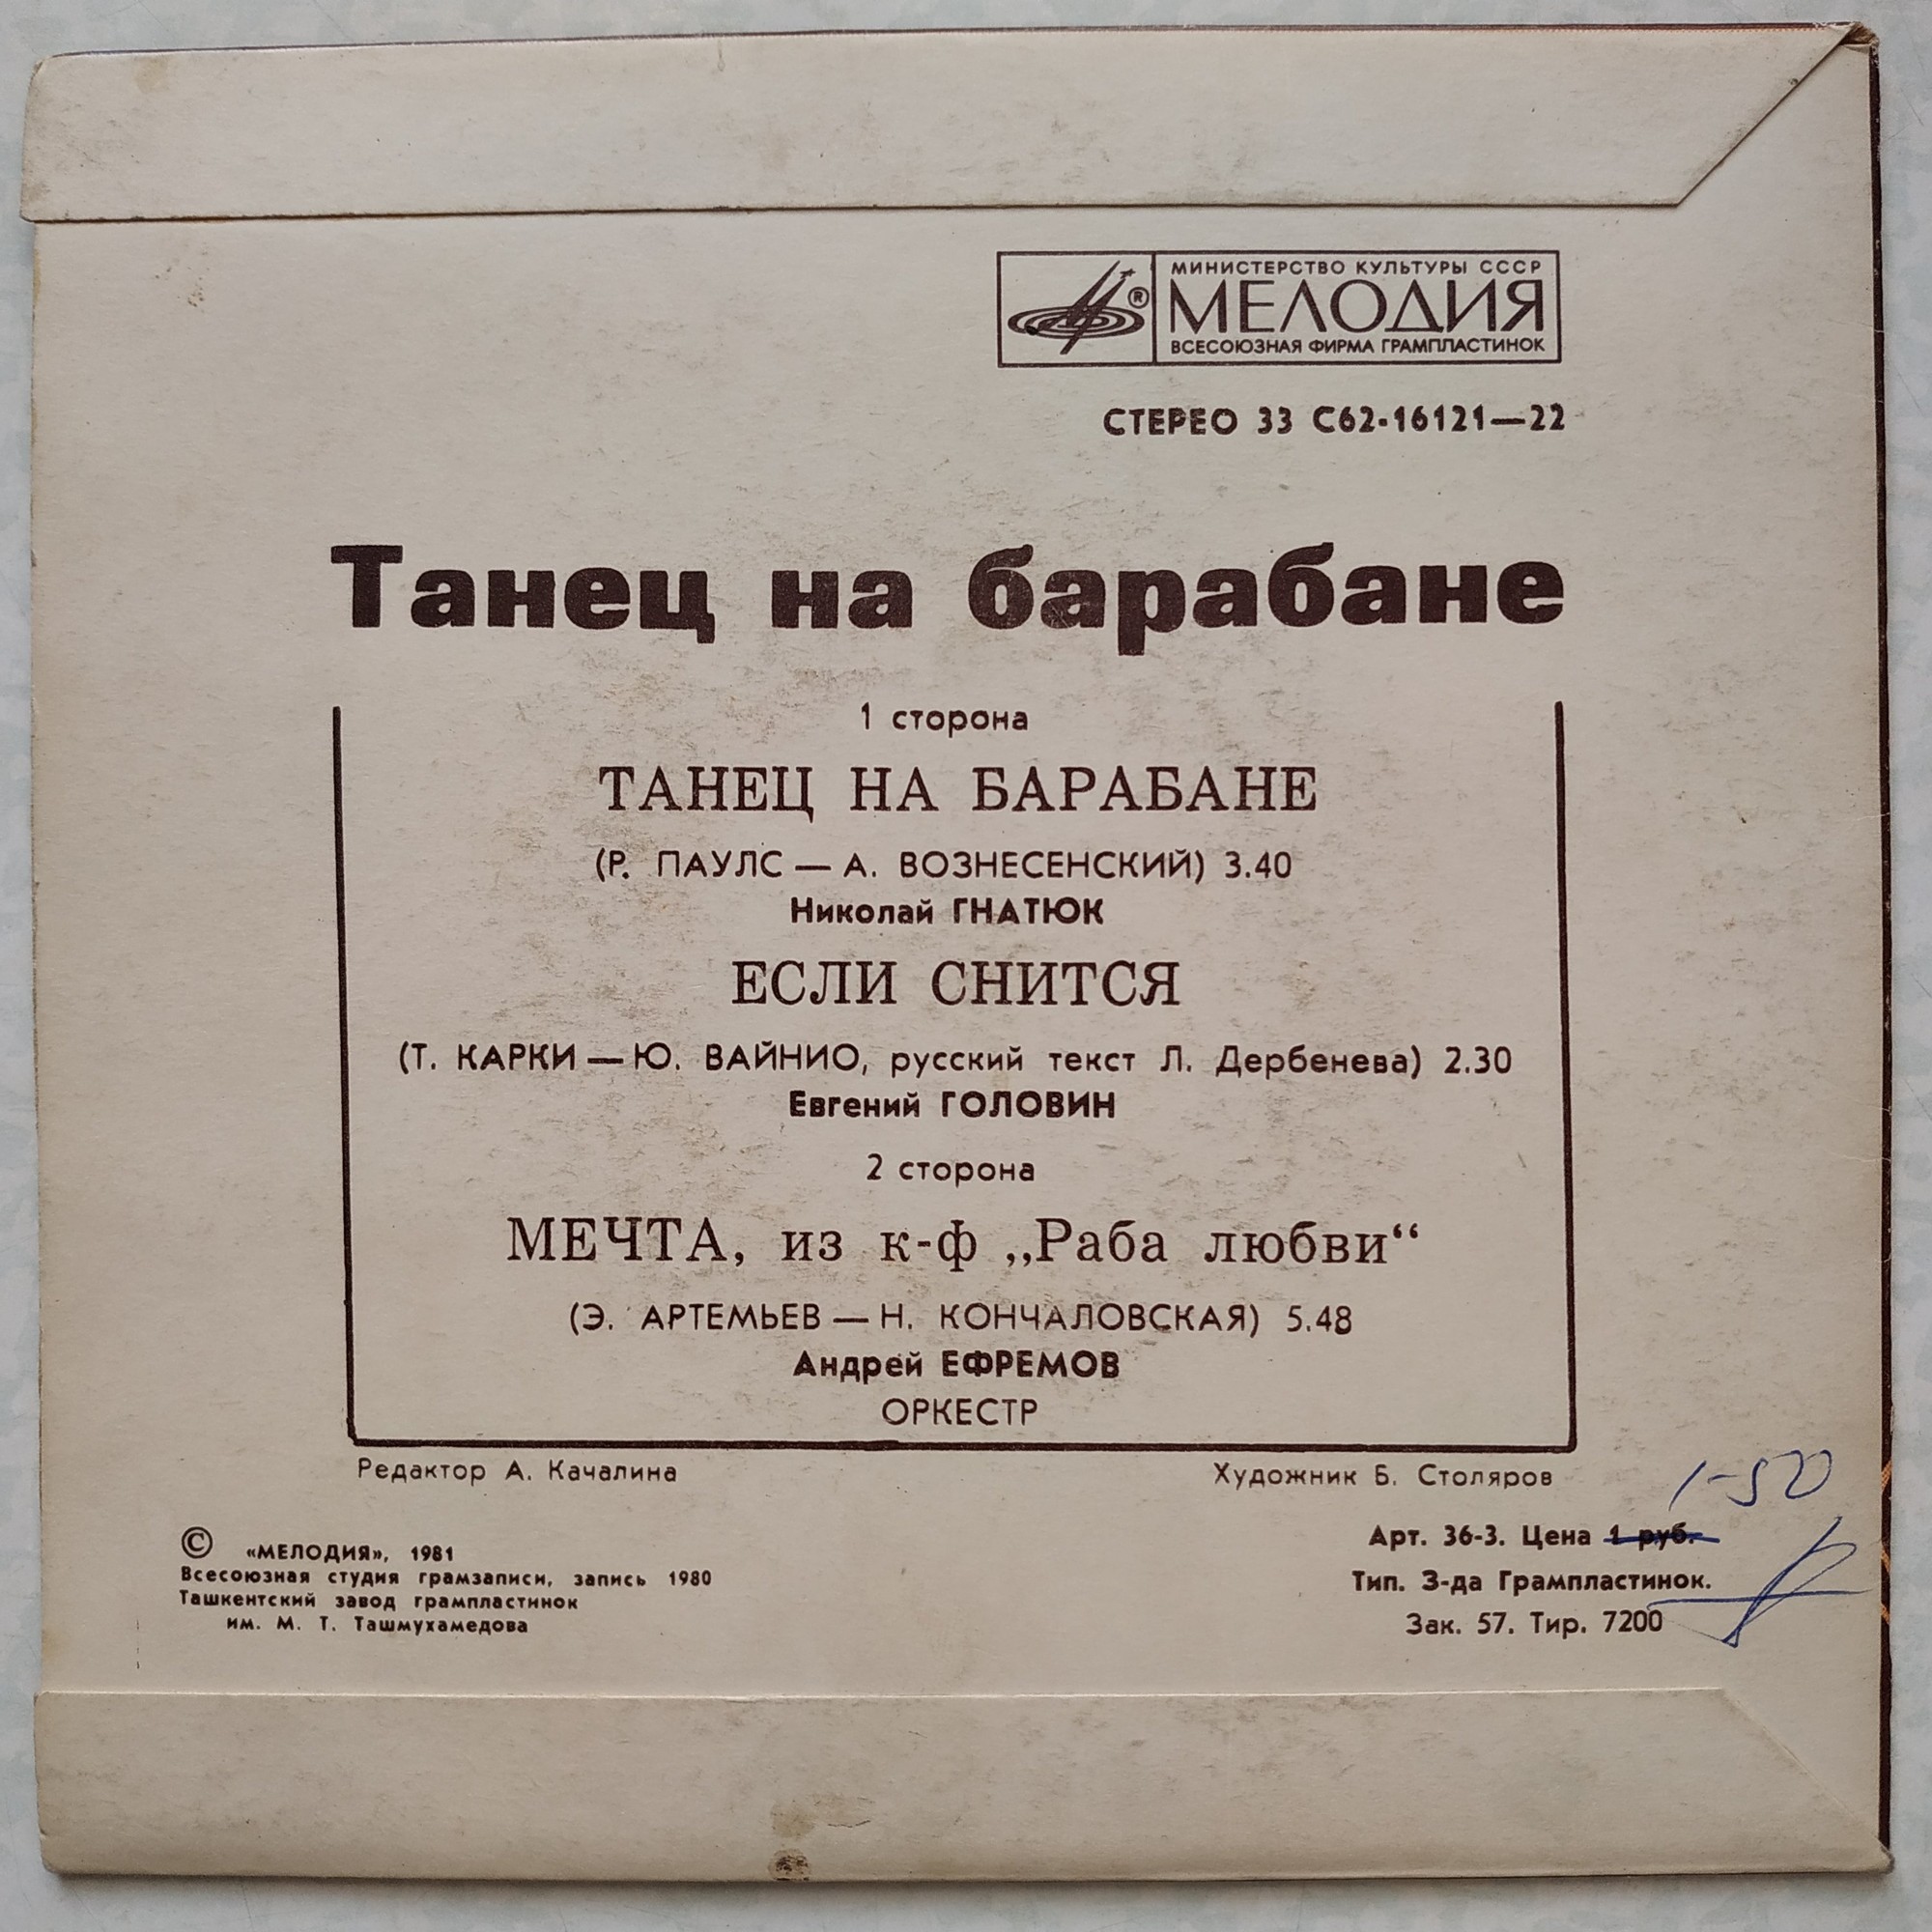 МИНИСТЕРСТВО КУЛЬТУРЫ СССР
МЕЛОДИЯ
ВСЕСОЮЗНАЯ ФИРМА ГРАМПЛАСТИНОК
®
СТЕРЕО 33 С62-16121—22
Танец на барабане
1 сторона
ТАНЕЦ НА БАРАБАНЕ
(Р. ПАУЛС — А. ВОЗНЕСЕНСКИЙ) 3.40
Николай ГНАТЮК
ЕСЛИ СНИТСЯ
(Т. КАРКИ — Ю. ВАЙНИО, русский текст Л. Дербенева) 2.30
Евгений ГОЛОВИН
2 сторона
МЕЧТА, из к-ф „Раба любви“
(Э. АРТЕМЬЕВ — Н. КОНЧАЛОВСКАЯ) 5.48
Андрей ЕФРЕМОВ
ОРКЕСТР
Редактор А. Качалина
Художник Б. Столяров
© «МЕЛОДИЯ», 1981
Всесоюзная студия грамзаписи, запись 1980
Ташкентский завод грампластинок
им. М. Т. Ташмухамедова
1-50
Арт. 36-3. Цена 1 руб.
Тип. З-да Грампластинок.
Зак. 57. Тир. 7200